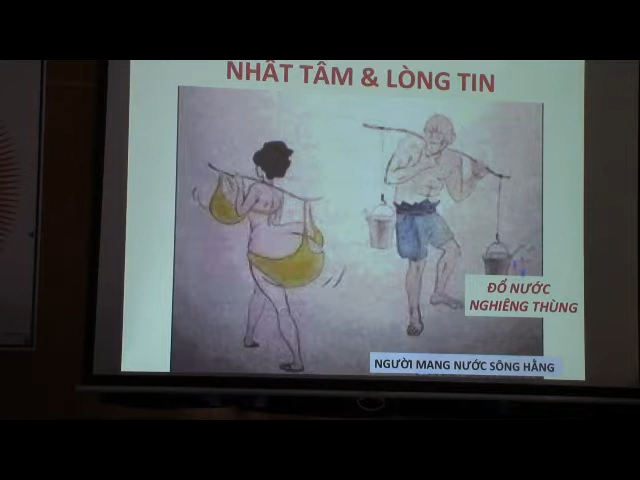 NHẤT TÂM & LÒNG TIN
ĐỔ NƯỚC
NGHIÊNG THÙNG
NGƯỜI MANG NƯỚC SÔNG HẰNG